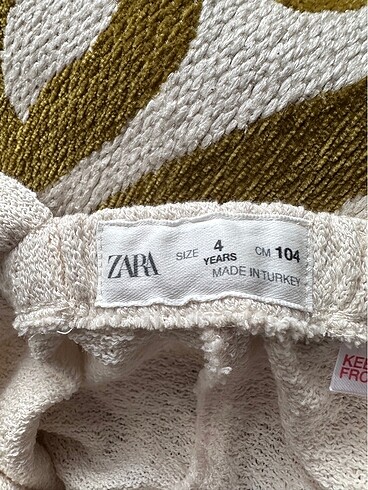 ZARA
SIZE 4 YEARS
CM 104
MADE IN TURKEY